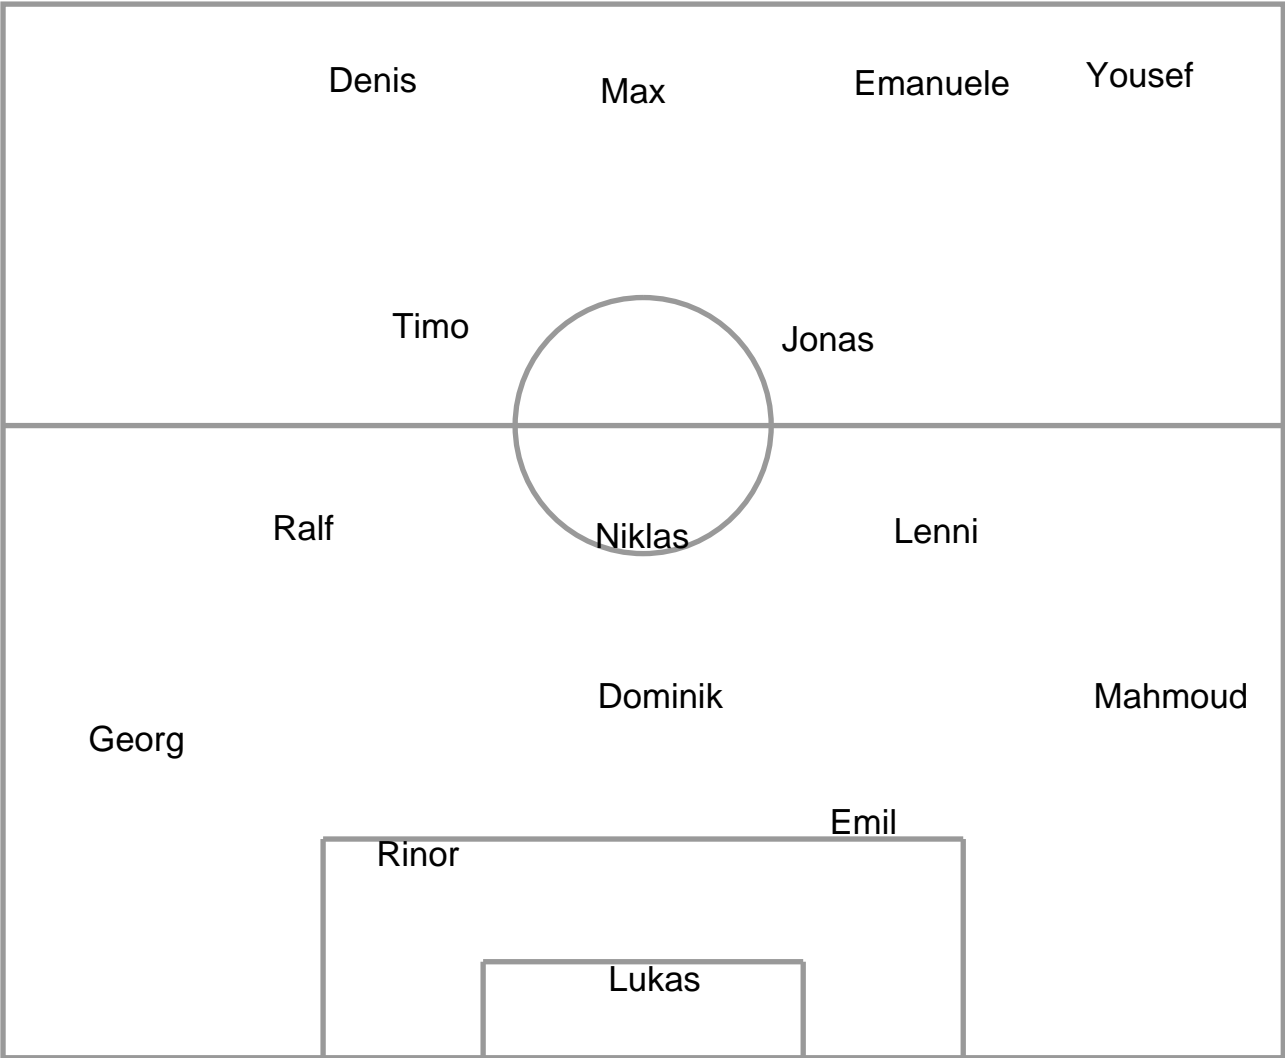 Denis Max Emanuele Yousef
Timo Jonas
Ralf Niklas Lenni
Dominik Mahmoud
Georg
Emil
Rinor
Lukas